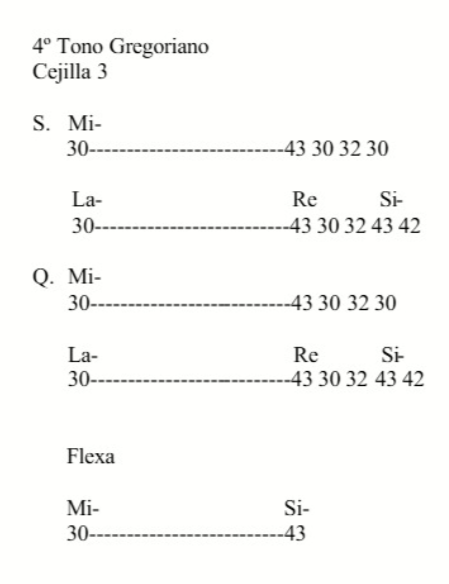 4º Tono Gregoriano
Cejilla 3
S. Mi-
30--------------------------43 30 32 30
La- Re Si-
30--------------------------43 30 32 43 42
Q. Mi-
30---------------------------43 30 32 30
La- Re Si-
30---------------------------43 30 32 43 42
Flexa
Mi- Si-
30--------------------------43